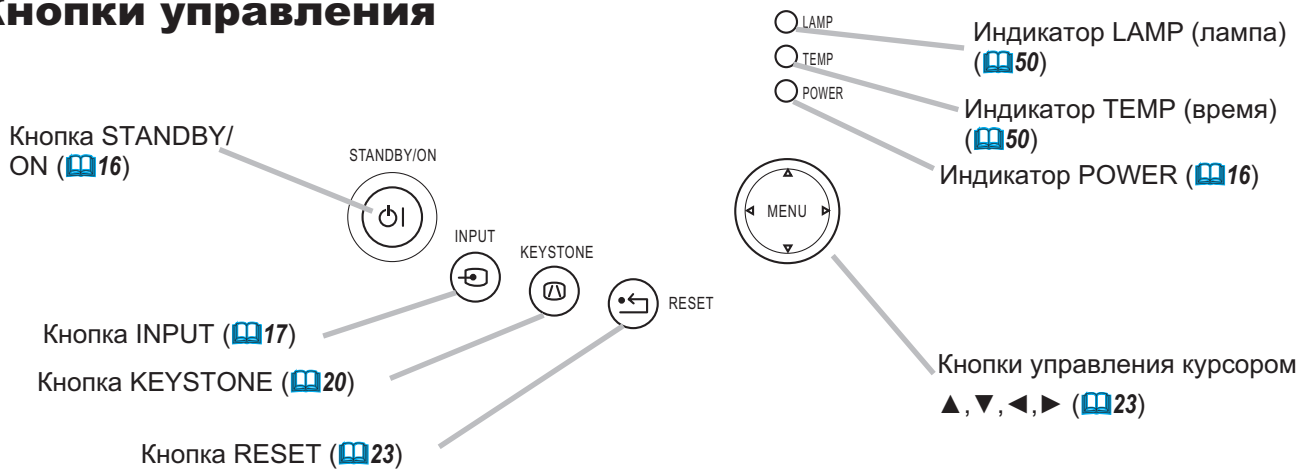 Кнопки управления
LAMP
TEMP
POWER
Индикатор LAMP (лампа)
(50)
Индикатор TEMP (время)
(50)
Индикатор POWER (16)
Кнопка STANDBY/
ON (16)
STANDBY/ON
INPUT
KEYSTONE
RESET
MENU
Кнопка INPUT (17)
Кнопка KEYSTONE (20)
Кнопка RESET (23)
Кнопки управления курсором
▲,▼,◄,► (23)